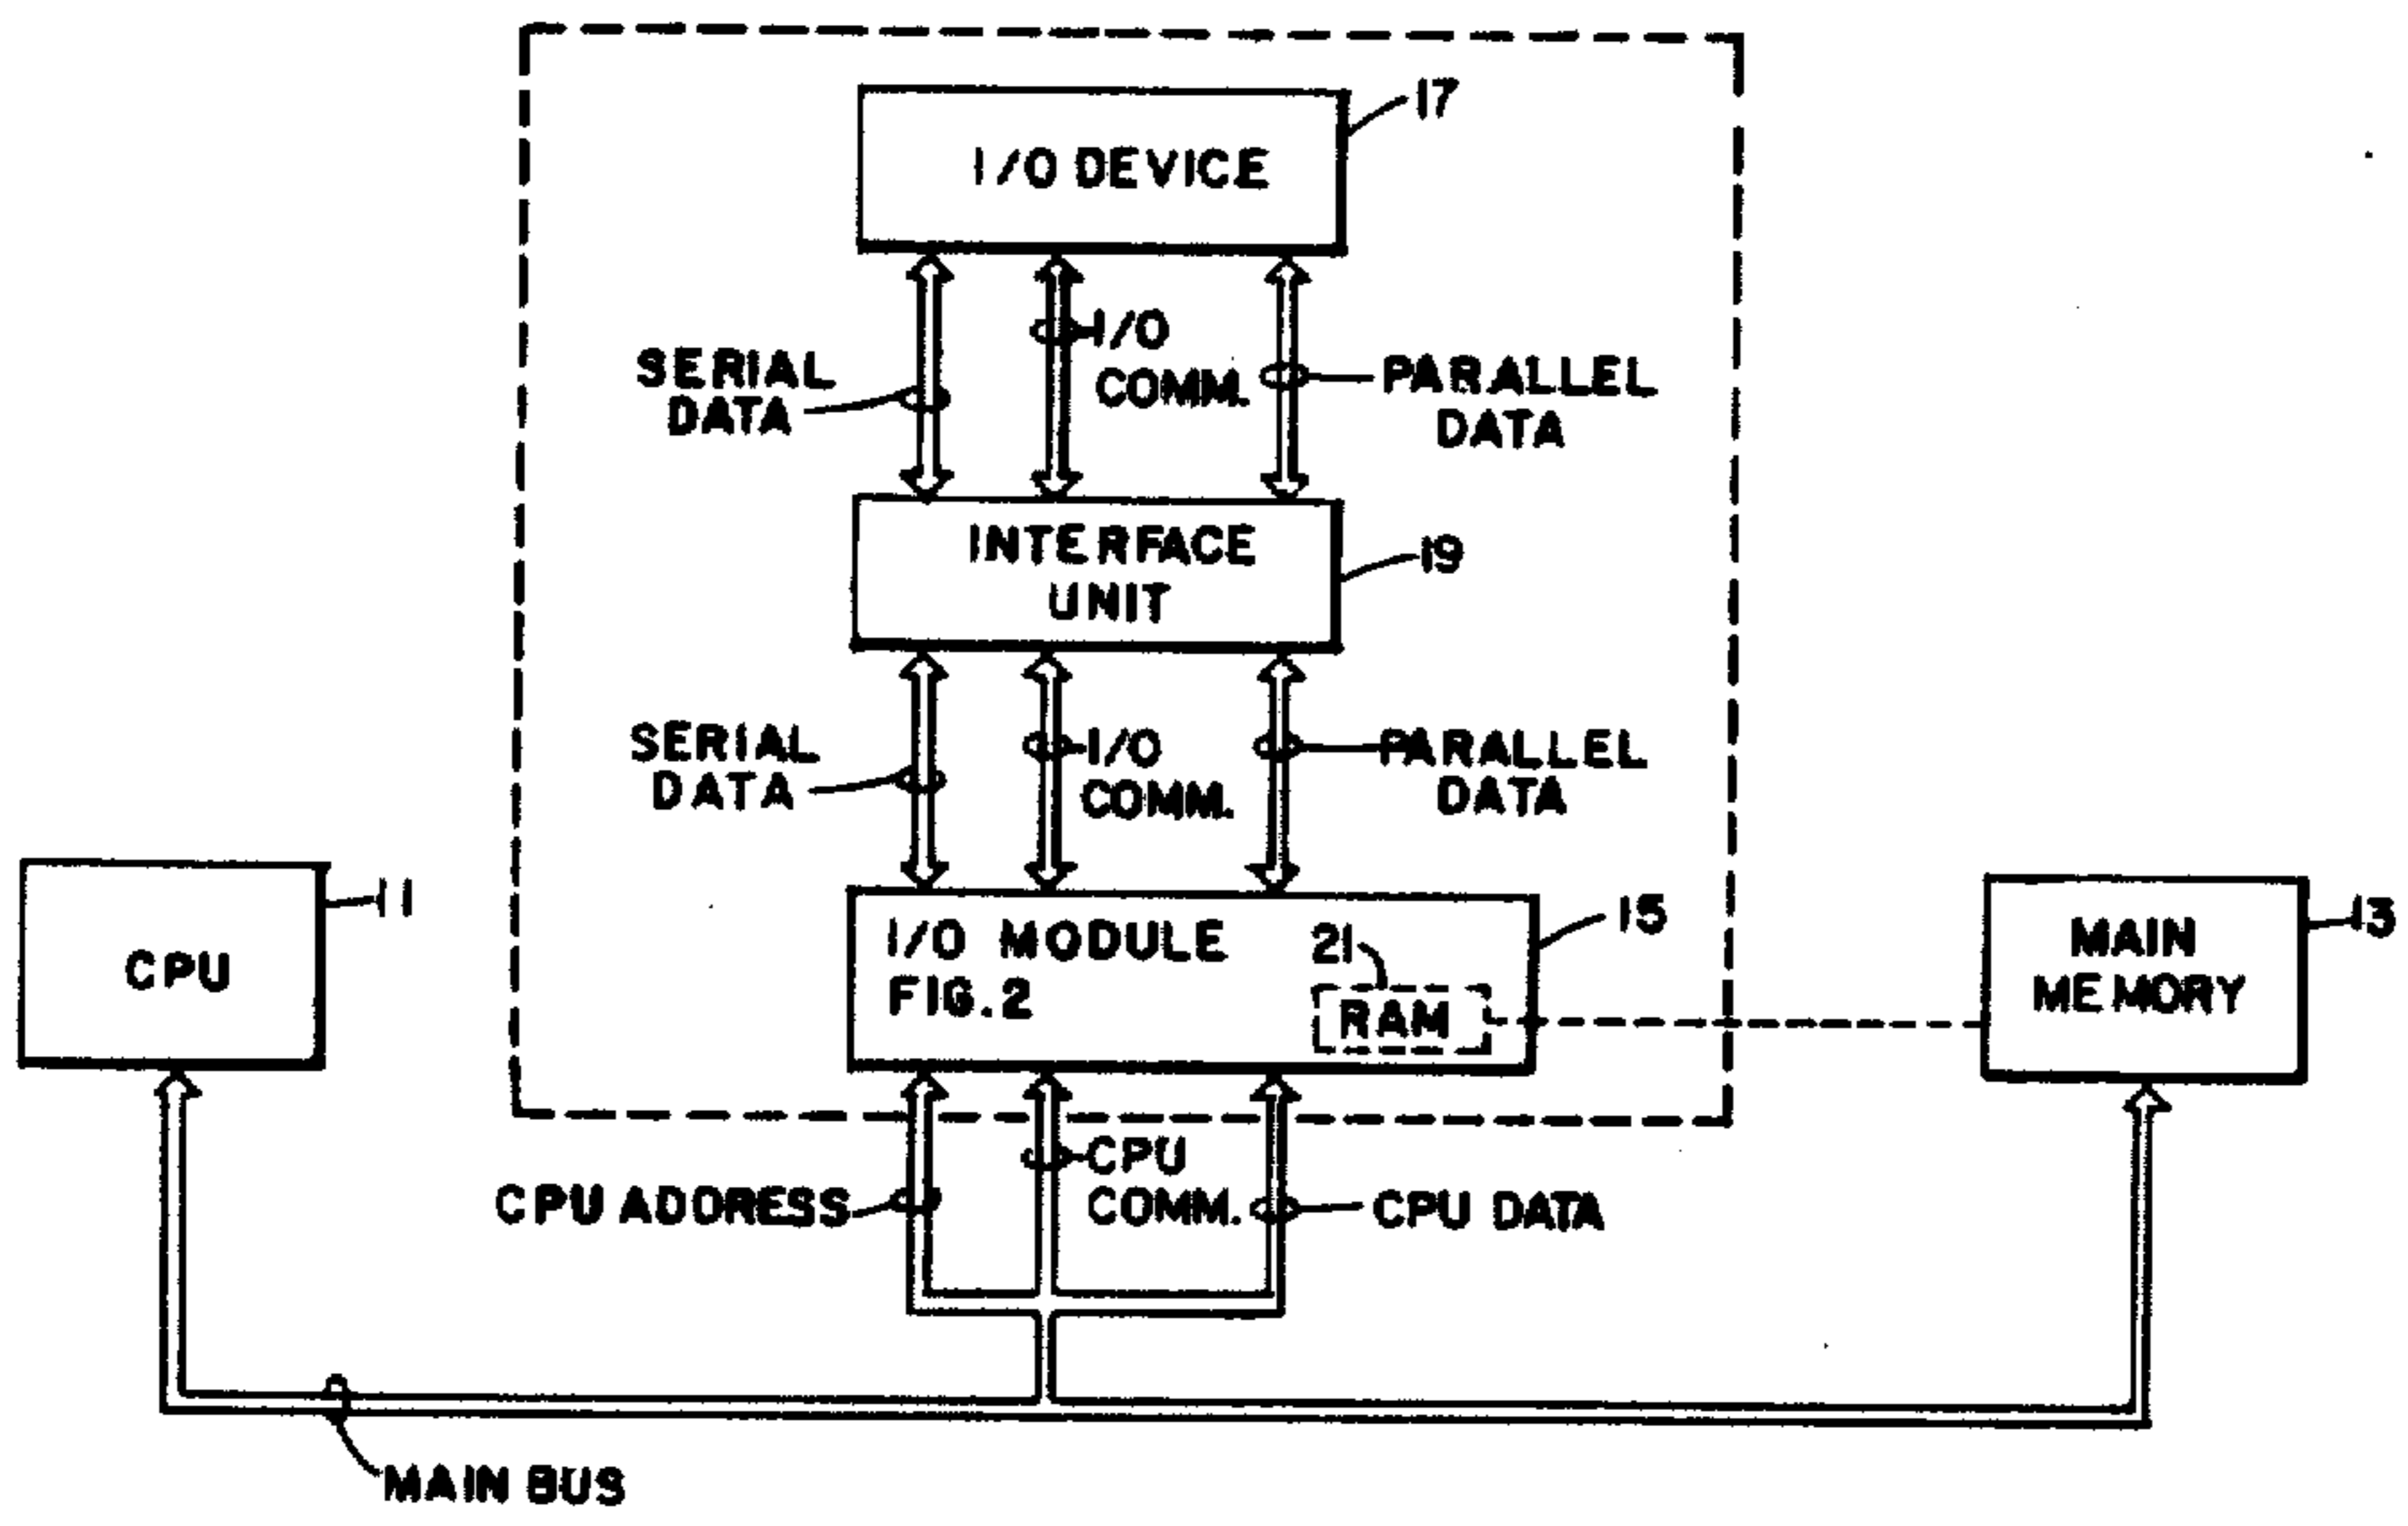 17
I/O DEVICE
I/O
COMM.
SERIAL
DATA
PARALLEL
DATA
INTERFACE
UNIT
19
SERIAL
DATA
I/O
COMM.
PARALLEL
DATA
11
CPU
I/O MODULE
FIG.2
21
RAM
15
13
MAIN
MEMORY
CPU
COMM.
CPU ADDRESS
CPU DATA
MAIN BUS